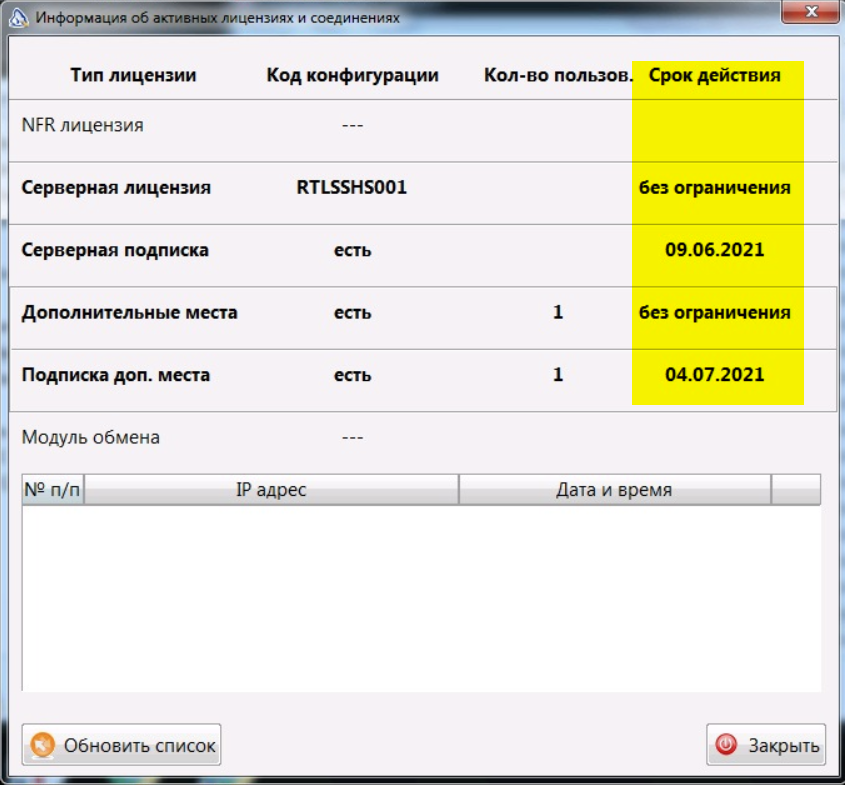 Информация об активных лицензиях и соединениях
Тип лицензии Код конфигурации Кол-во пользов. Срок действия
NFR лицензия ---
Серверная лицензия RTLSSHS001 без ограничения
Серверная подписка есть 09.06.2021
Дополнительные места есть 1 без ограничения
Подписка доп. места есть 1 04.07.2021
Модуль обмена ---
№ п/п IP адрес Дата и время
Обновить список Закрыть